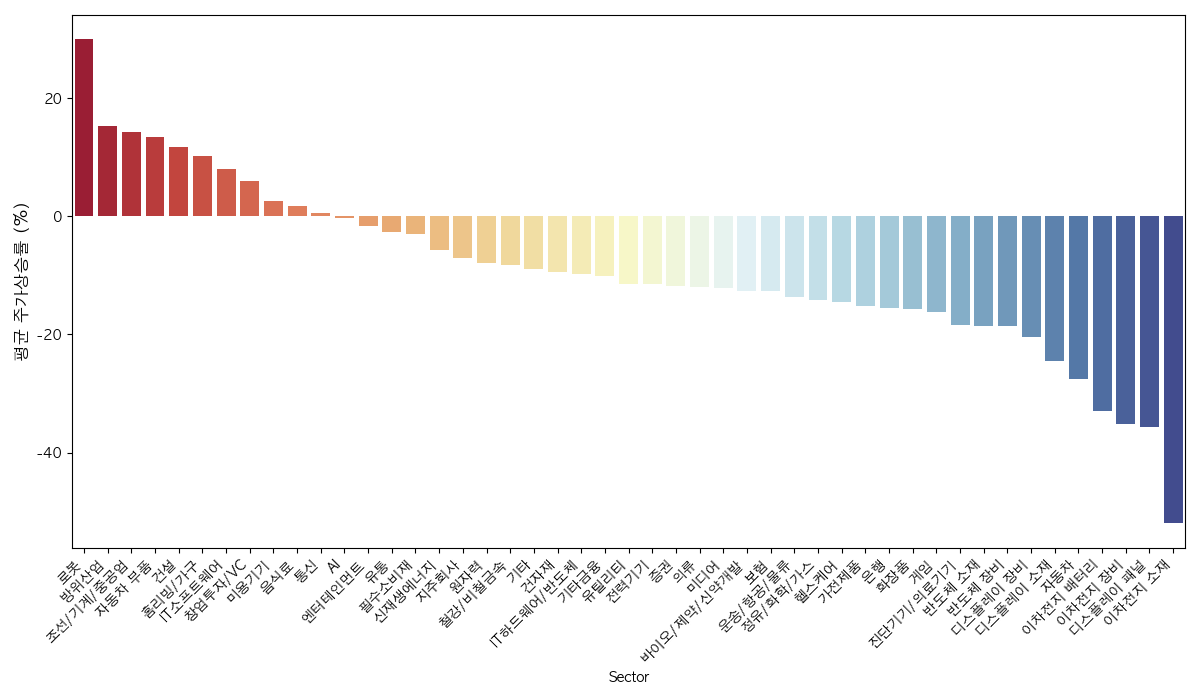 평균 주가상승률 (%)
20
0
-20
-40
로봇
방위산업
조선/기계/중공업
자동차 부품
건설
홈리빙/가구
IT소프트웨어
창업투자/VC
미용기기
음식료
통신
AI
엔터테인먼트
유통
필수소비재
신재생에너지
지주회사
원자력
철강/비철금속
기타
건자재
IT하드웨어/반도체
기타금융
유틸리티
전력기기
증권
의류
미디어
바이오/제약/신약개발
보험
운송/항공/물류
정유/화학/가스
헬스케어
가전제품
은행
화장품
게임
진단기기/의료기기
반도체 소재
반도체 장비
디스플레이 장비
디스플레이 소재
자동차
이차전지 배터리
이차전지 장비
디스플레이 패널
이차전지 소재
Sector